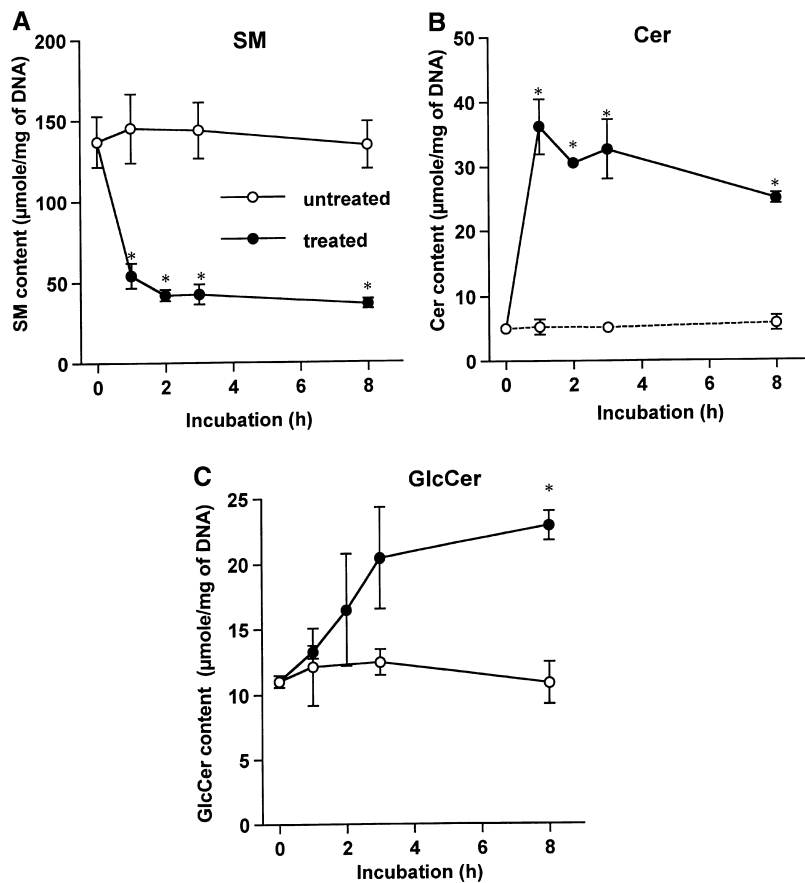 A
SM
SM content (µmole/mg of DNA)
200
150
100
50
0
untreated
treated
*
*
*
*
0 2 4 6 8
Incubation (h)
B
Cer
Cer content (µmole/mg of DNA)
50
40
30
20
10
0
*
*
*
*
0 2 4 6 8
Incubation (h)
C
GlcCer
GlcCer content (µmole/mg of DNA)
25
20
15
10
5
0
*
0 2 4 6 8
Incubation (h)